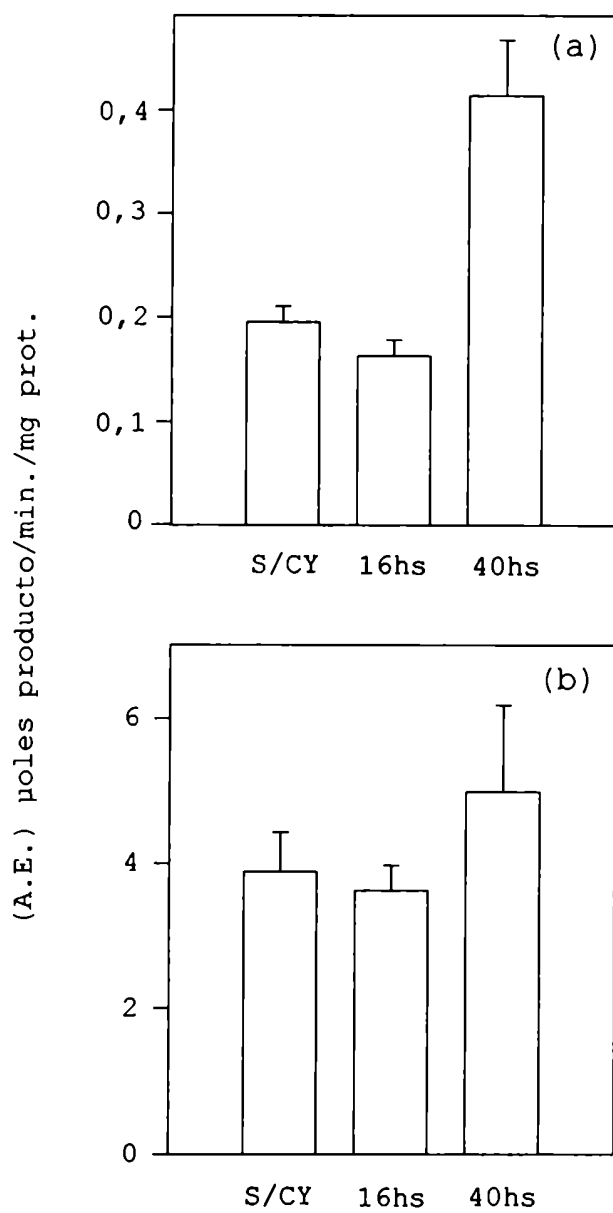 (A.E.) µoles producto/min./mg prot.
(a)
0,4
0,3
0,2
0,1
0
S/CY 16hs 40hs
(b)
6
4
2
0
S/CY 16hs 40hs